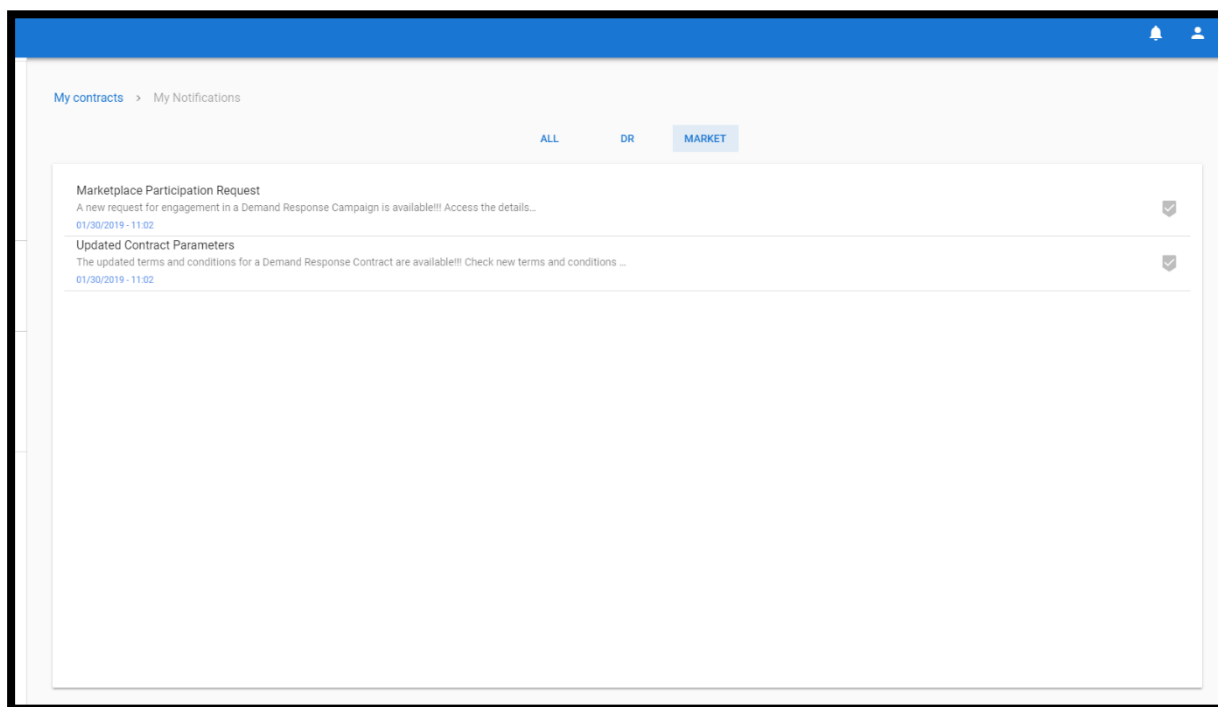 My contracts > My Notifications
ALL DR MARKET
Marketplace Participation Request
A new request for engagement in a Demand Response Campaign is available!!! Access the details...
01/30/2019 - 11:02
Updated Contract Parameters
The updated terms and conditions for a Demand Response Contract are available!!! Check new terms and conditions ...
01/30/2019 - 11:02